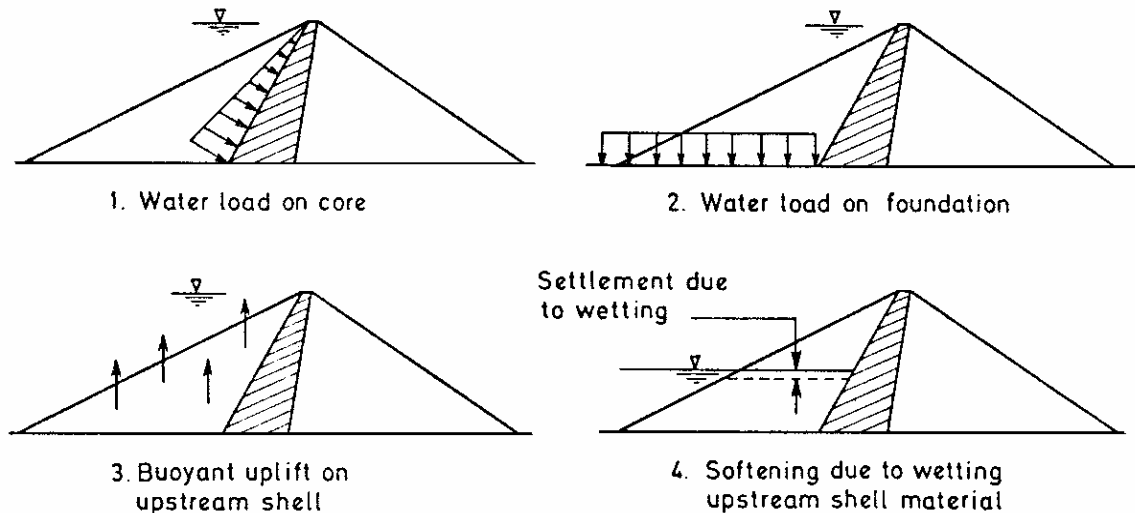 1. Water load on core
2. Water load on foundation
Settlement due
to wetting
3. Buoyant uplift on
upstream shell
4. Softening due to wetting
upstream shell material